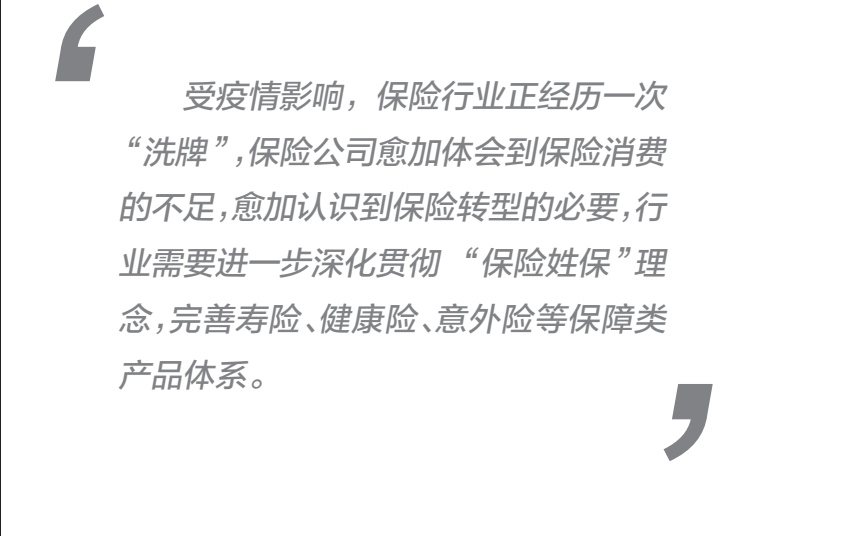 ‘
受疫情影响，保险行业正经历一次
“洗牌”，保险公司愈加体会到保险消费
的不足，愈加认识到保险转型的必要，行
业需要进一步深化贯彻“保险姓保”理
念，完善寿险、健康险、意外险等保障类
产品体系。
’